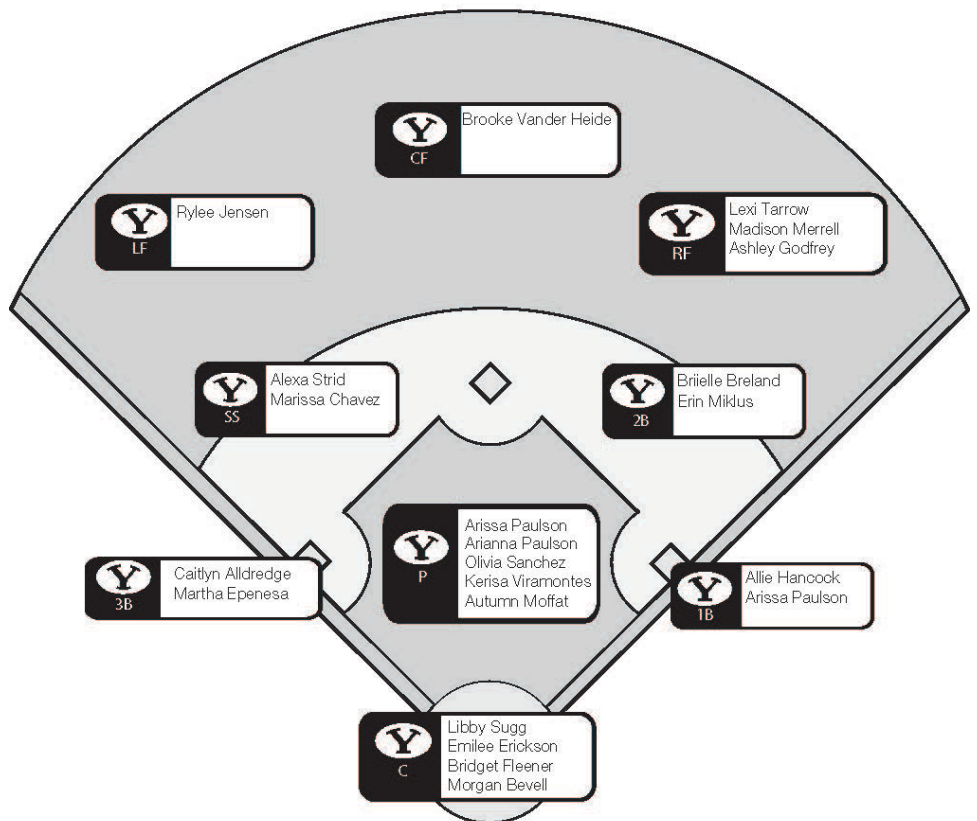 Y
CF
Brooke Vander Heide
Y
LF
Rylee Jensen
Y
RF
Lexi Tarrow
Madison Merrell
Ashley Godfrey
Y
SS
Alexa Strid
Marissa Chavez
Y
2B
Briielle Breland
Erin Miklus
Y
P
Arissa Paulson
Arianna Paulson
Olivia Sanchez
Kerisa Viramontes
Autumn Moffat
Y
3B
Caitlyn Alldredge
Martha Epenesa
Y
1B
Allie Hancock
Arissa Paulson
Y
C
Libby Sugg
Emilee Erickson
Bridget Fleener
Morgan Bevell